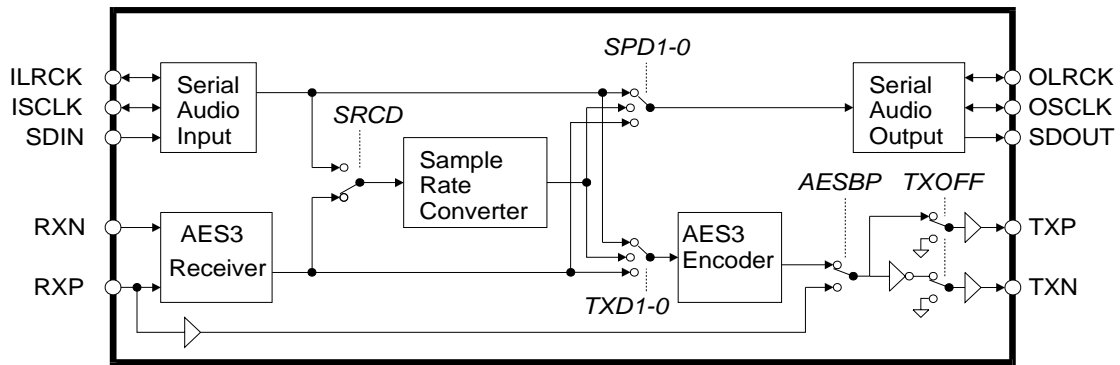 SPD1-0
ILRCK
ISCLK
SDIN
Serial
Audio
Input
SRCD
Serial
Audio
Output
OLRCK
OSCLK
SDOUT
Sample
Rate
Converter
AESBP
TXOFF
RXN
RXP
AES3
Receiver
AES3
Encoder
TXP
TXN
TXD1-0